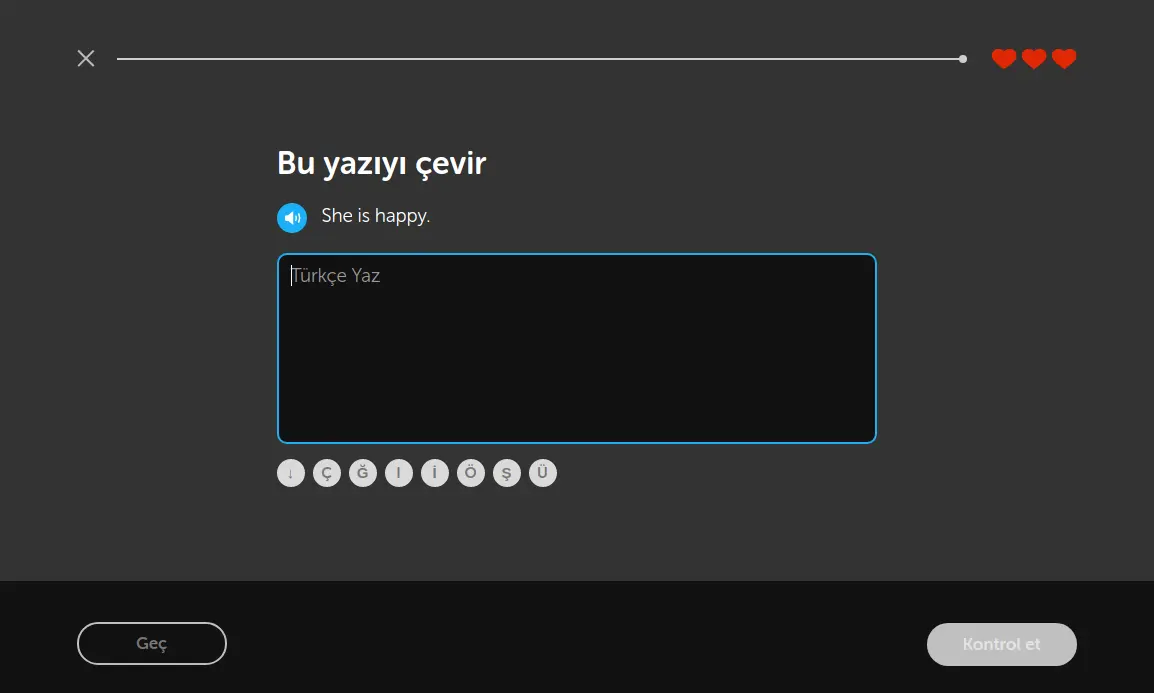 Bu yazıyı çevir
She is happy.
Türkçe Yaz
↓ Ç Ğ I İ Ö Ş Ü
Geç
Kontrol et